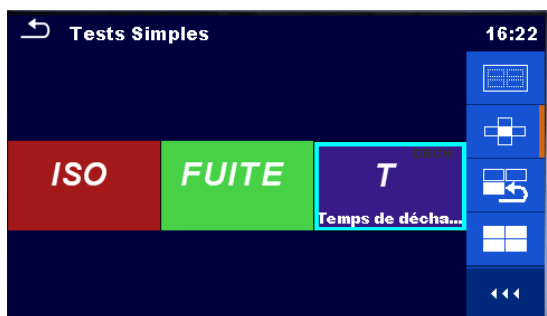 Tests Simples
16:22
ISO
FUITE
T
Temps de décha...